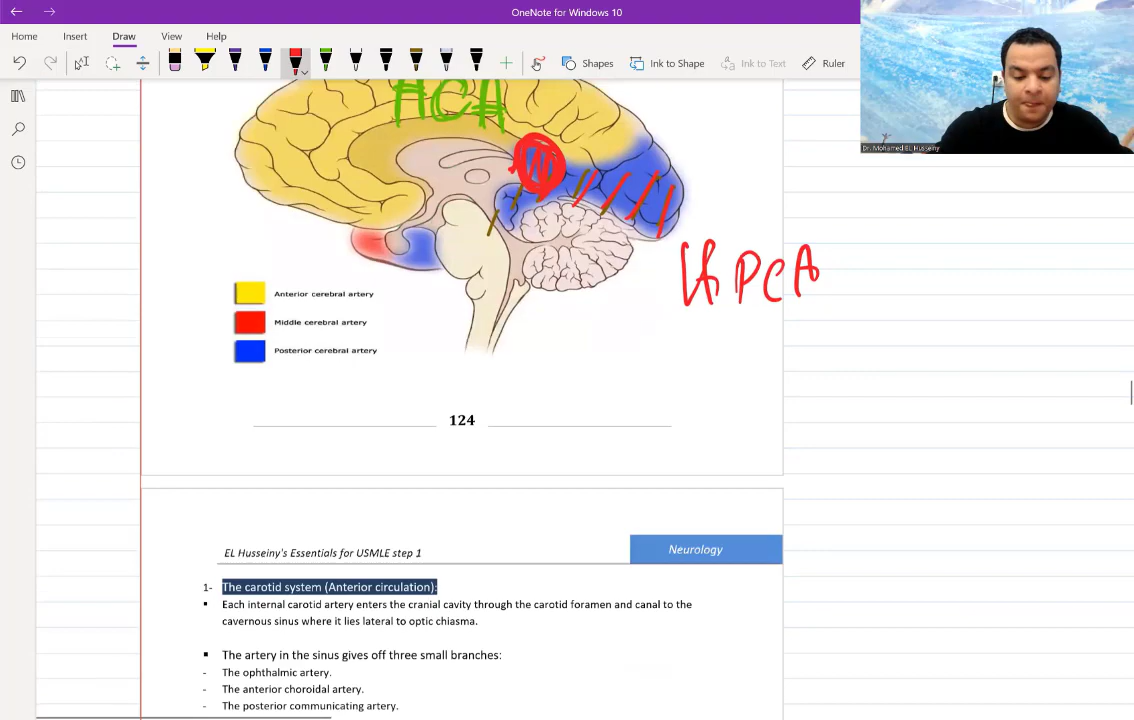 OneNote for Windows 10
Home Insert Draw View Help
Shapes Ink to Shape Ink to Text Ruler
Dr. Mohamed EL Husseiny
ACA
PCA
Anterior cerebral artery
Middle cerebral artery
Posterior cerebral artery
124
EL Husseiny's Essentials for USMLE step 1
Neurology
1- The carotid system (Anterior circulation):
▪ Each internal carotid artery enters the cranial cavity through the carotid foramen and canal to the
cavernous sinus where it lies lateral to optic chiasma.
▪ The artery in the sinus gives off three small branches:
- The ophthalmic artery.
- The anterior choroidal artery.
- The posterior communicating artery.